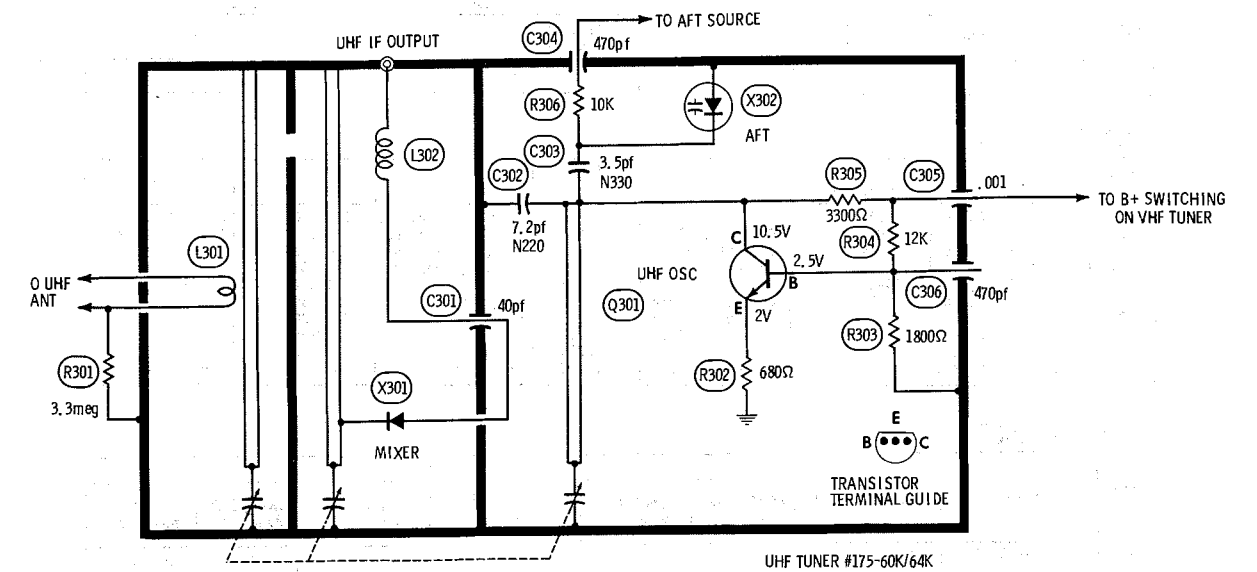 TO AFT SOURCE
C304
470pf
UHF IF OUTPUT
R306
10K
X302
AFT
L302
C303
3.5pf
N330
C302
7.2pf
N220
R305
3300Ω
C305
.001
TO B+ SWITCHING
ON VHF TUNER
C
10.5V
R304
12K
L301
UHF OSC
2.5V
B
O UHF
ANT
C301
40pf
Q301
E
2V
C306
470pf
R303
1800Ω
R301
3.3meg
X301
MIXER
R302
680Ω
E
B
C
TRANSISTOR
TERMINAL GUIDE
UHF TUNER #175-60K/64K